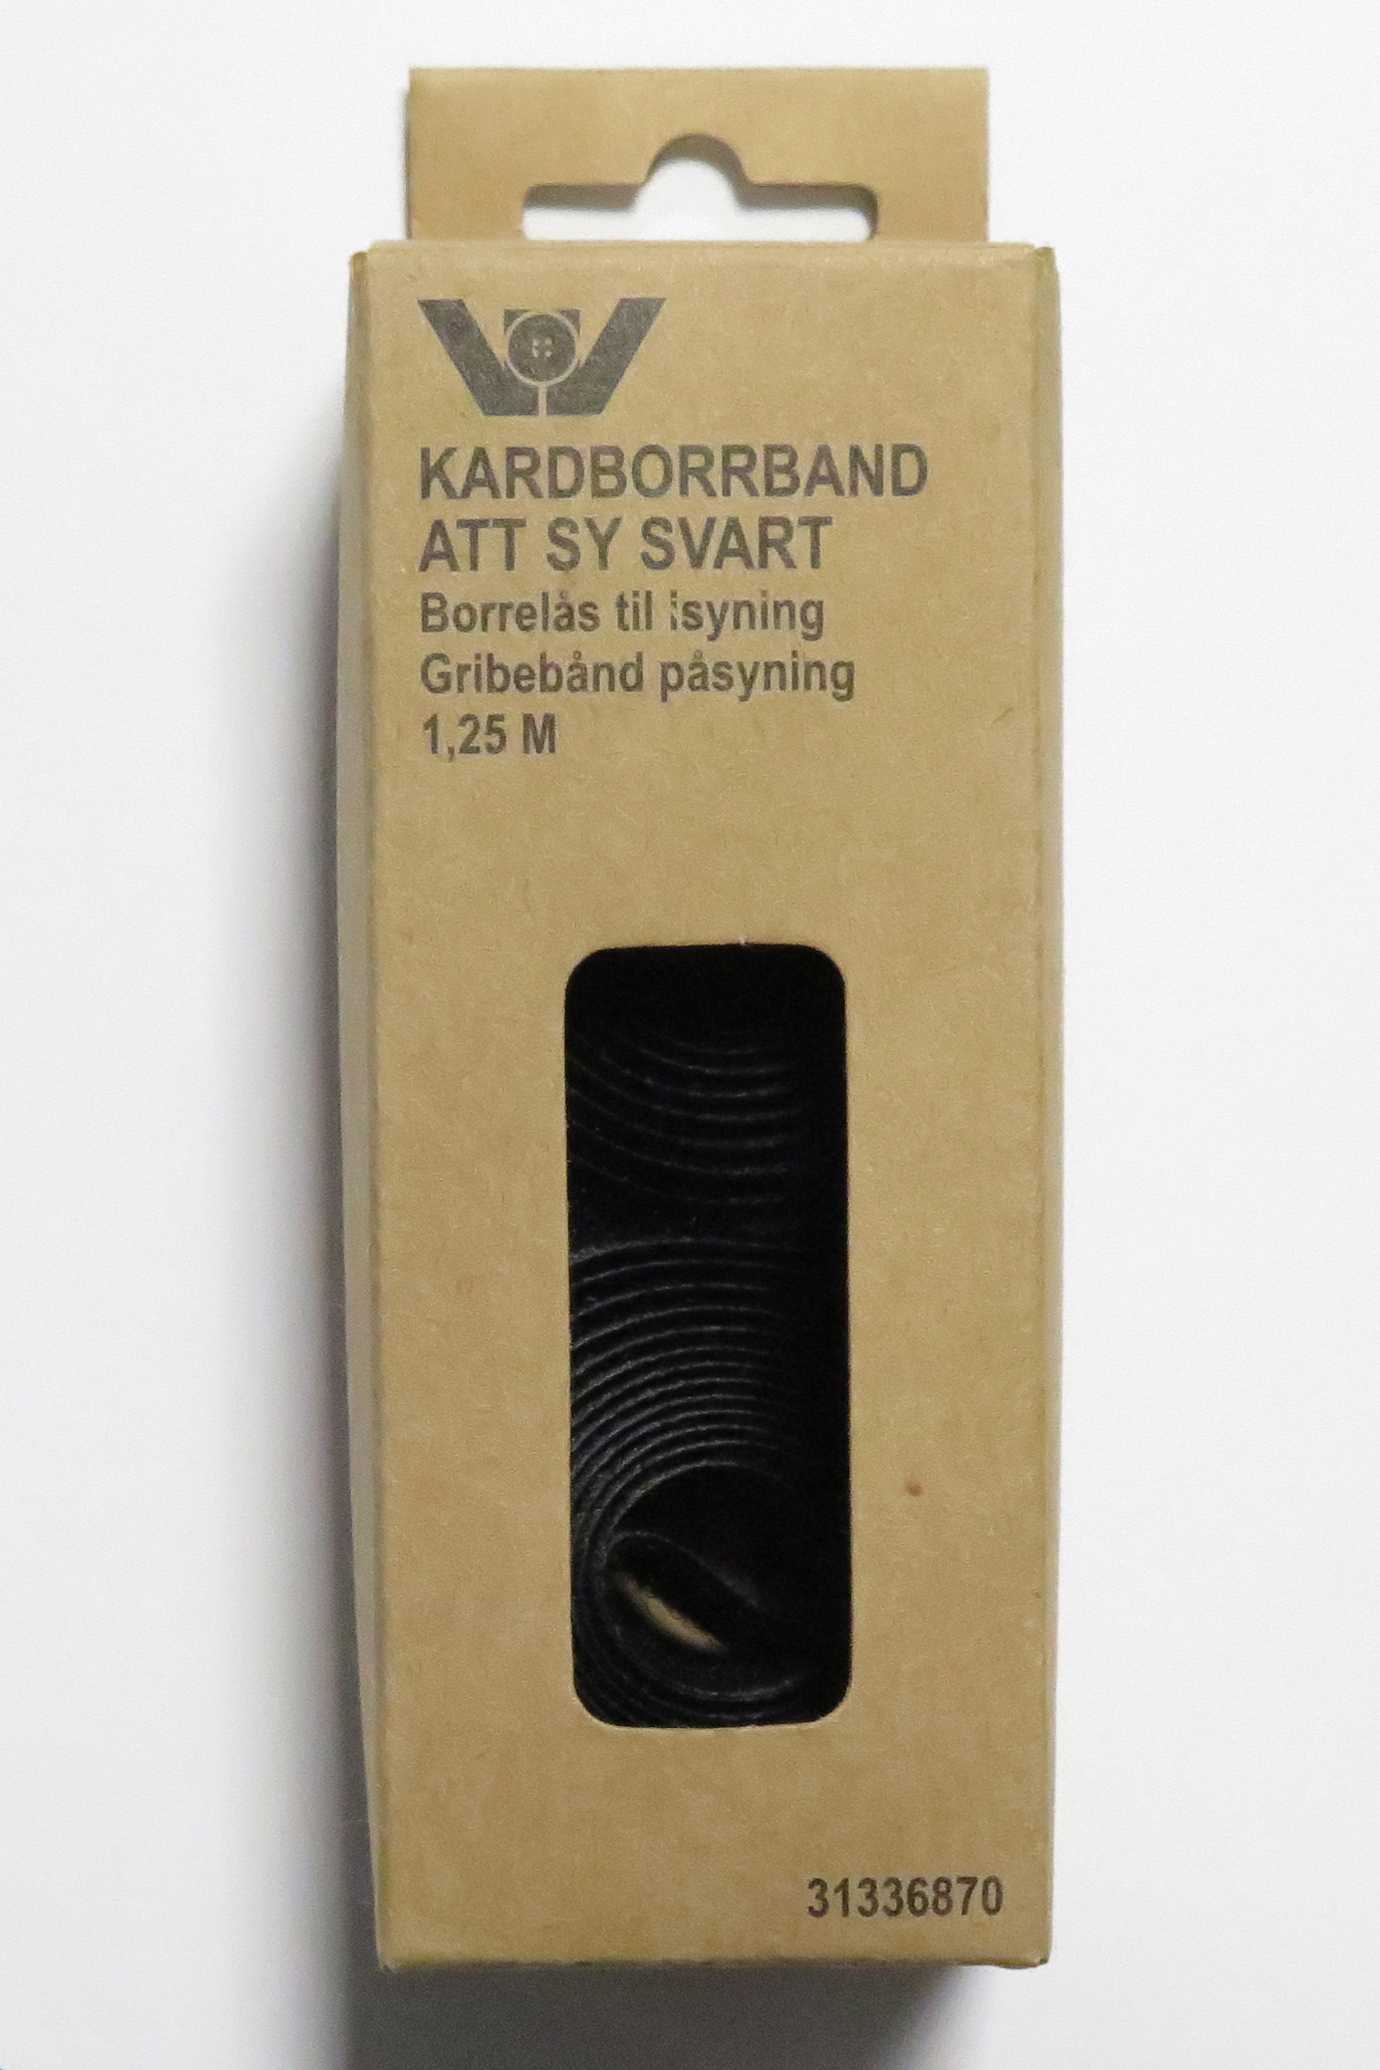 KARDBORRBAND
ATT SY SVART
Borrelås til isyning
Gribebånd påsyning
1,25 M
31336870